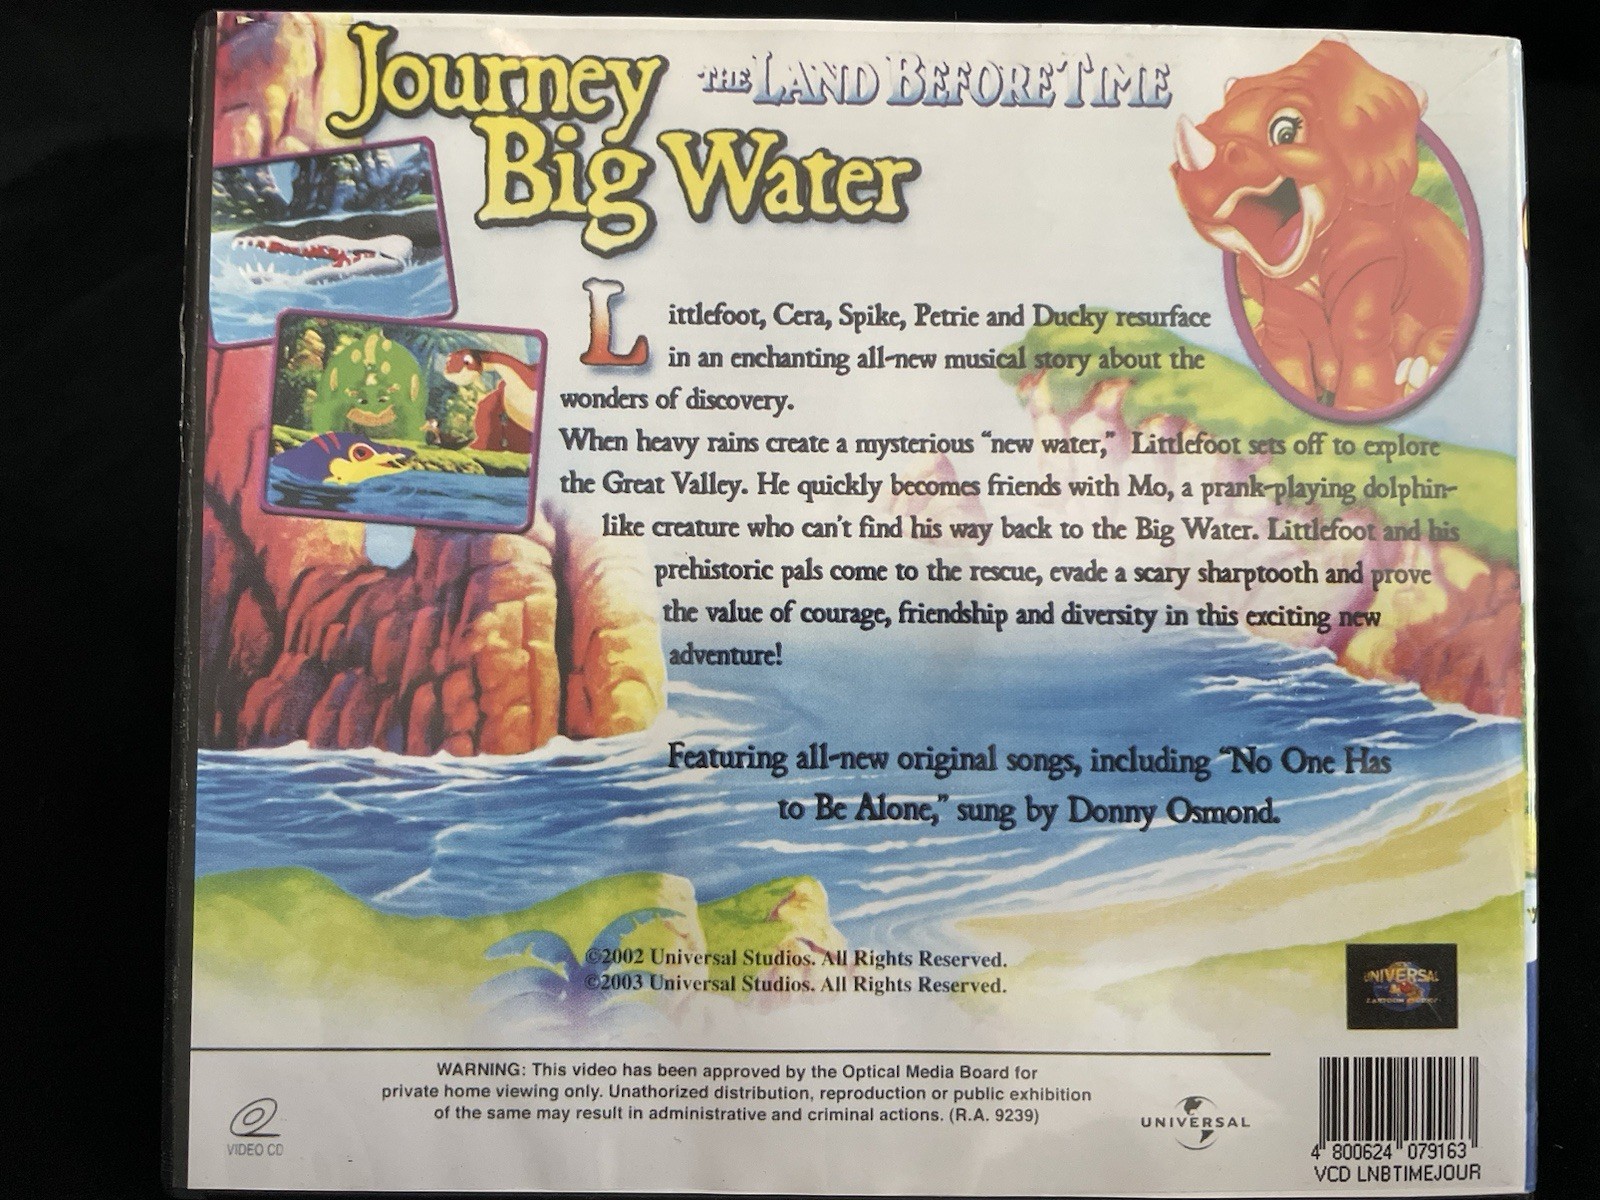 Journey
Big Water
THE LAND BEFORE TIME
Littlefoot, Cera, Spike, Petrie and Ducky resurface
in an enchanting all-new musical story about the
wonders of discovery.
When heavy rains create a mysterious “new water,” Littlefoot sets off to explore
the Great Valley. He quickly becomes friends with Mo, a prank-playing dolphin-
like creature who can't find his way back to the Big Water. Littlefoot and his
prehistoric pals come to the rescue, evade a scary sharptooth and prove
the value of courage, friendship and diversity in this exciting new
adventure!
Featuring all-new original songs, including “No One Has
to Be Alone,” sung by Donny Osmond.
©2002 Universal Studios. All Rights Reserved.
©2003 Universal Studios. All Rights Reserved.
UNIVERSAL
WARNING: This video has been approved by the Optical Media Board for
private home viewing only. Unathorized distribution, reproduction or public exhibition
of the same may result in administrative and criminal actions. (R.A. 9239)
VIDEO CD
UNIVERSAL
4 800624 079163
VCD LNBTIMEJOUR